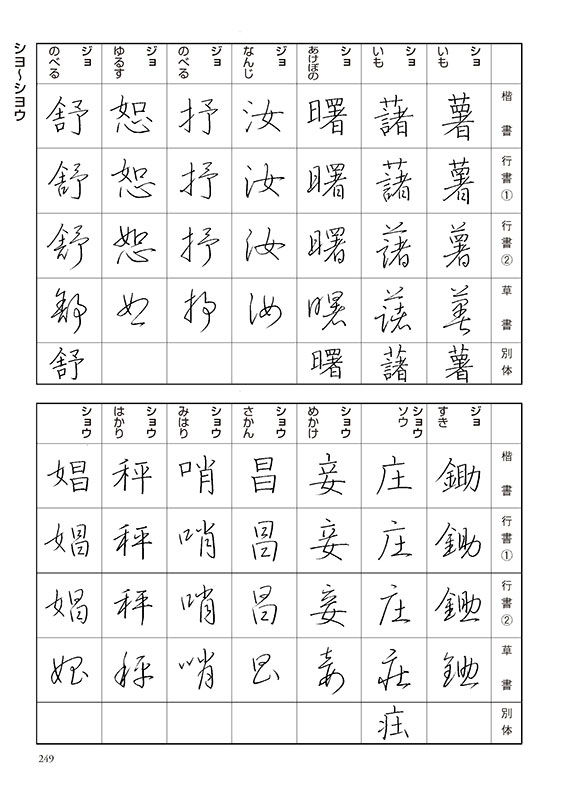 ショ〜ショウ
楷書 行書① 行書② 草書 別体
ショ いも 薯 薯 薯 薯 薯
ショ いも 藷 藷 藷 藷 藷
ショ あけぼの 曙 曙 曙 曙 曙
ジョ なんじ 汝 汝 汝 汝
ジョ のべる 抒 抒 抒 抒
ジョ ゆるす 恕 恕 恕 恕
ジョ のべる 舒 舒 舒 舒 舒
楷書 行書① 行書② 草書 別体
ジョ すき 鋤 鋤 鋤 鋤
ショウ ソウ 庄 庄 庄 庄
ショウ めかけ 妾 妾 妾 妾
ショウ さかん 昌 昌 昌 昌
ショウ みはり 哨 哨 哨 哨
ショウ はかり 秤 秤 秤 秤
ショウ 娼 娼 娼 娼
249